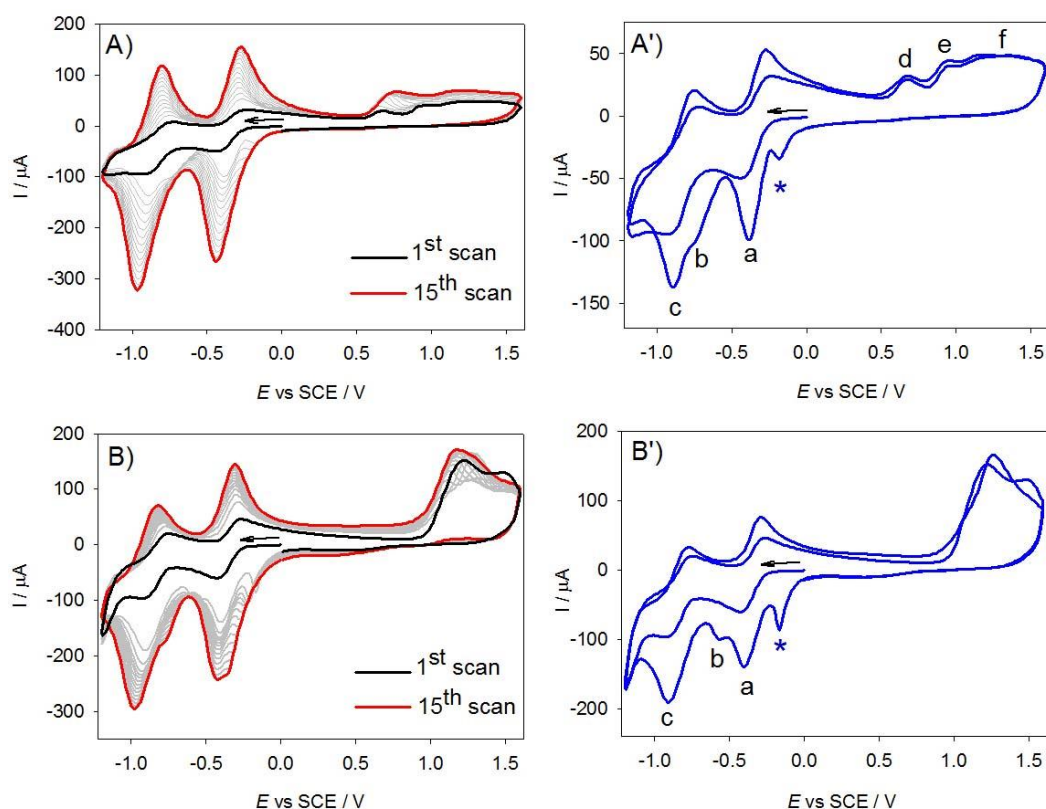 A)
200
100
0
-100
-200
-300
-400
I / µA
1st scan
15th scan
-1.0 -0.5 0.0 0.5 1.0 1.5
E vs SCE / V
A')
50
0
-50
-100
-150
I / µA
a
b
c
d
e
f
*
-1.0 -0.5 0.0 0.5 1.0 1.5
E vs SCE / V
B)
200
100
0
-100
-200
-300
I / µA
1st scan
15th scan
-1.0 -0.5 0.0 0.5 1.0 1.5
E vs SCE / V
B')
200
100
0
-100
-200
I / µA
a
b
c
*
-1.0 -0.5 0.0 0.5 1.0 1.5
E vs SCE / V